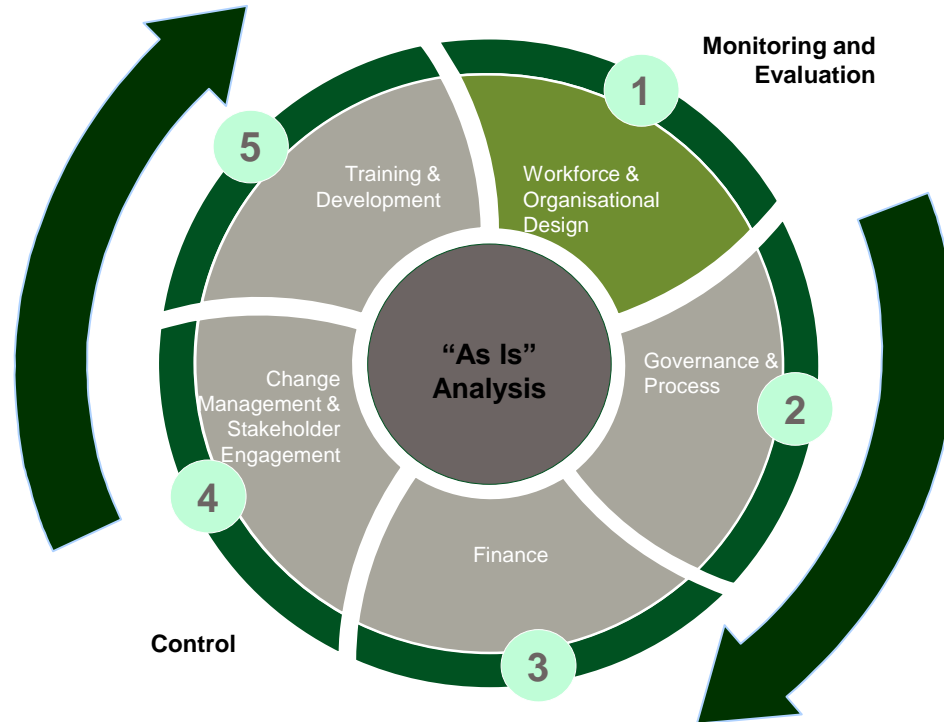 Monitoring and
Evaluation
1
Workforce &
Organisational
Design
2
Governance &
Process
3
Finance
4
Change
Management &
Stakeholder
Engagement
5
Training &
Development
“As Is”
Analysis
Control